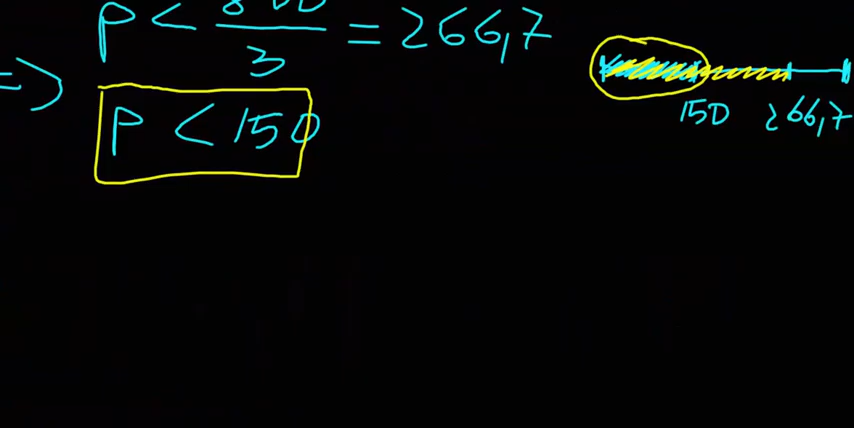 P < 800/3 = 266,7
=> P < 150
150 266,7